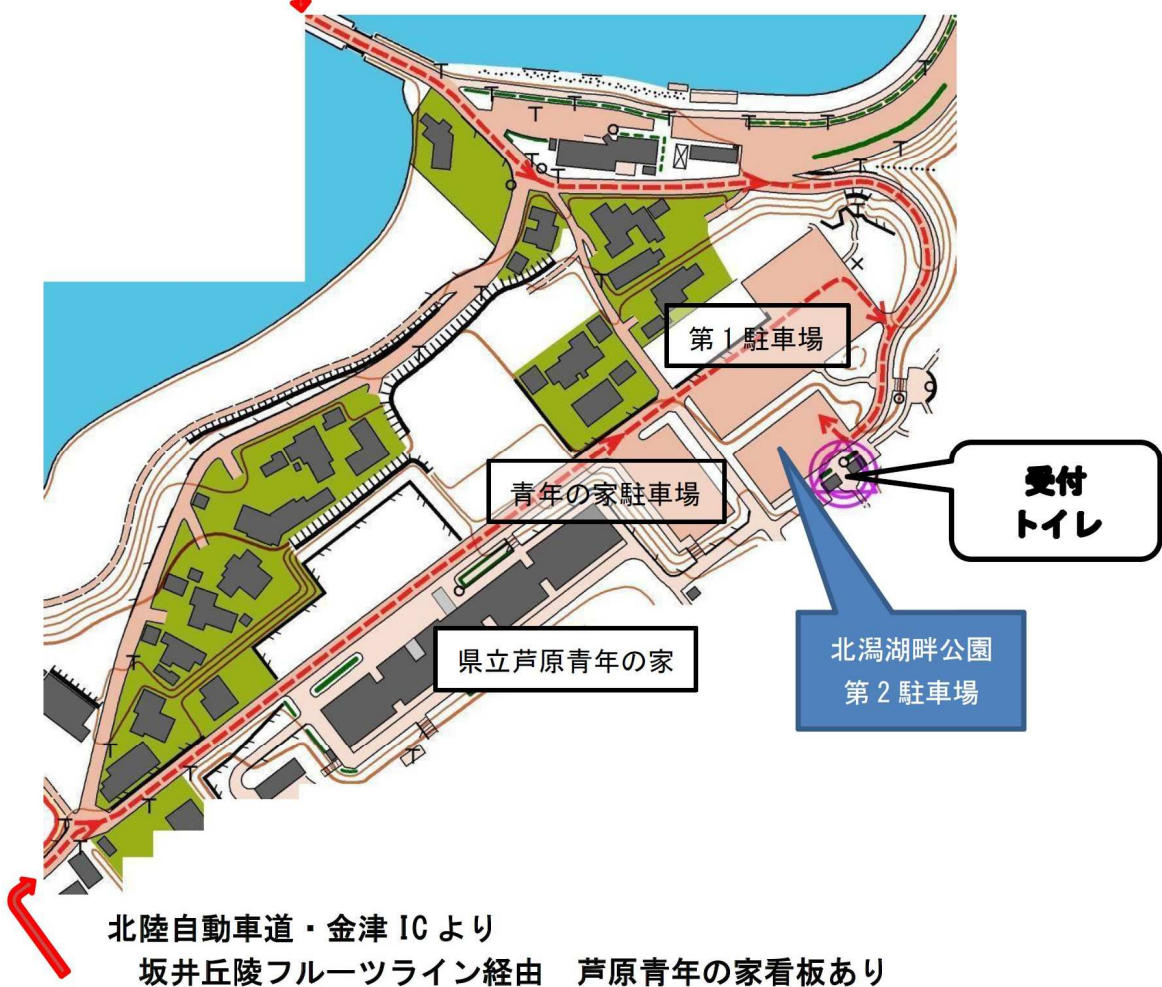 第1駐車場
青年の家駐車場
受付
トイレ
県立芦原青年の家
北潟湖畔公園
第2駐車場
北陸自動車道・金津ICより
坂井丘陵フルーツライン経由　芦原青年の家看板あり